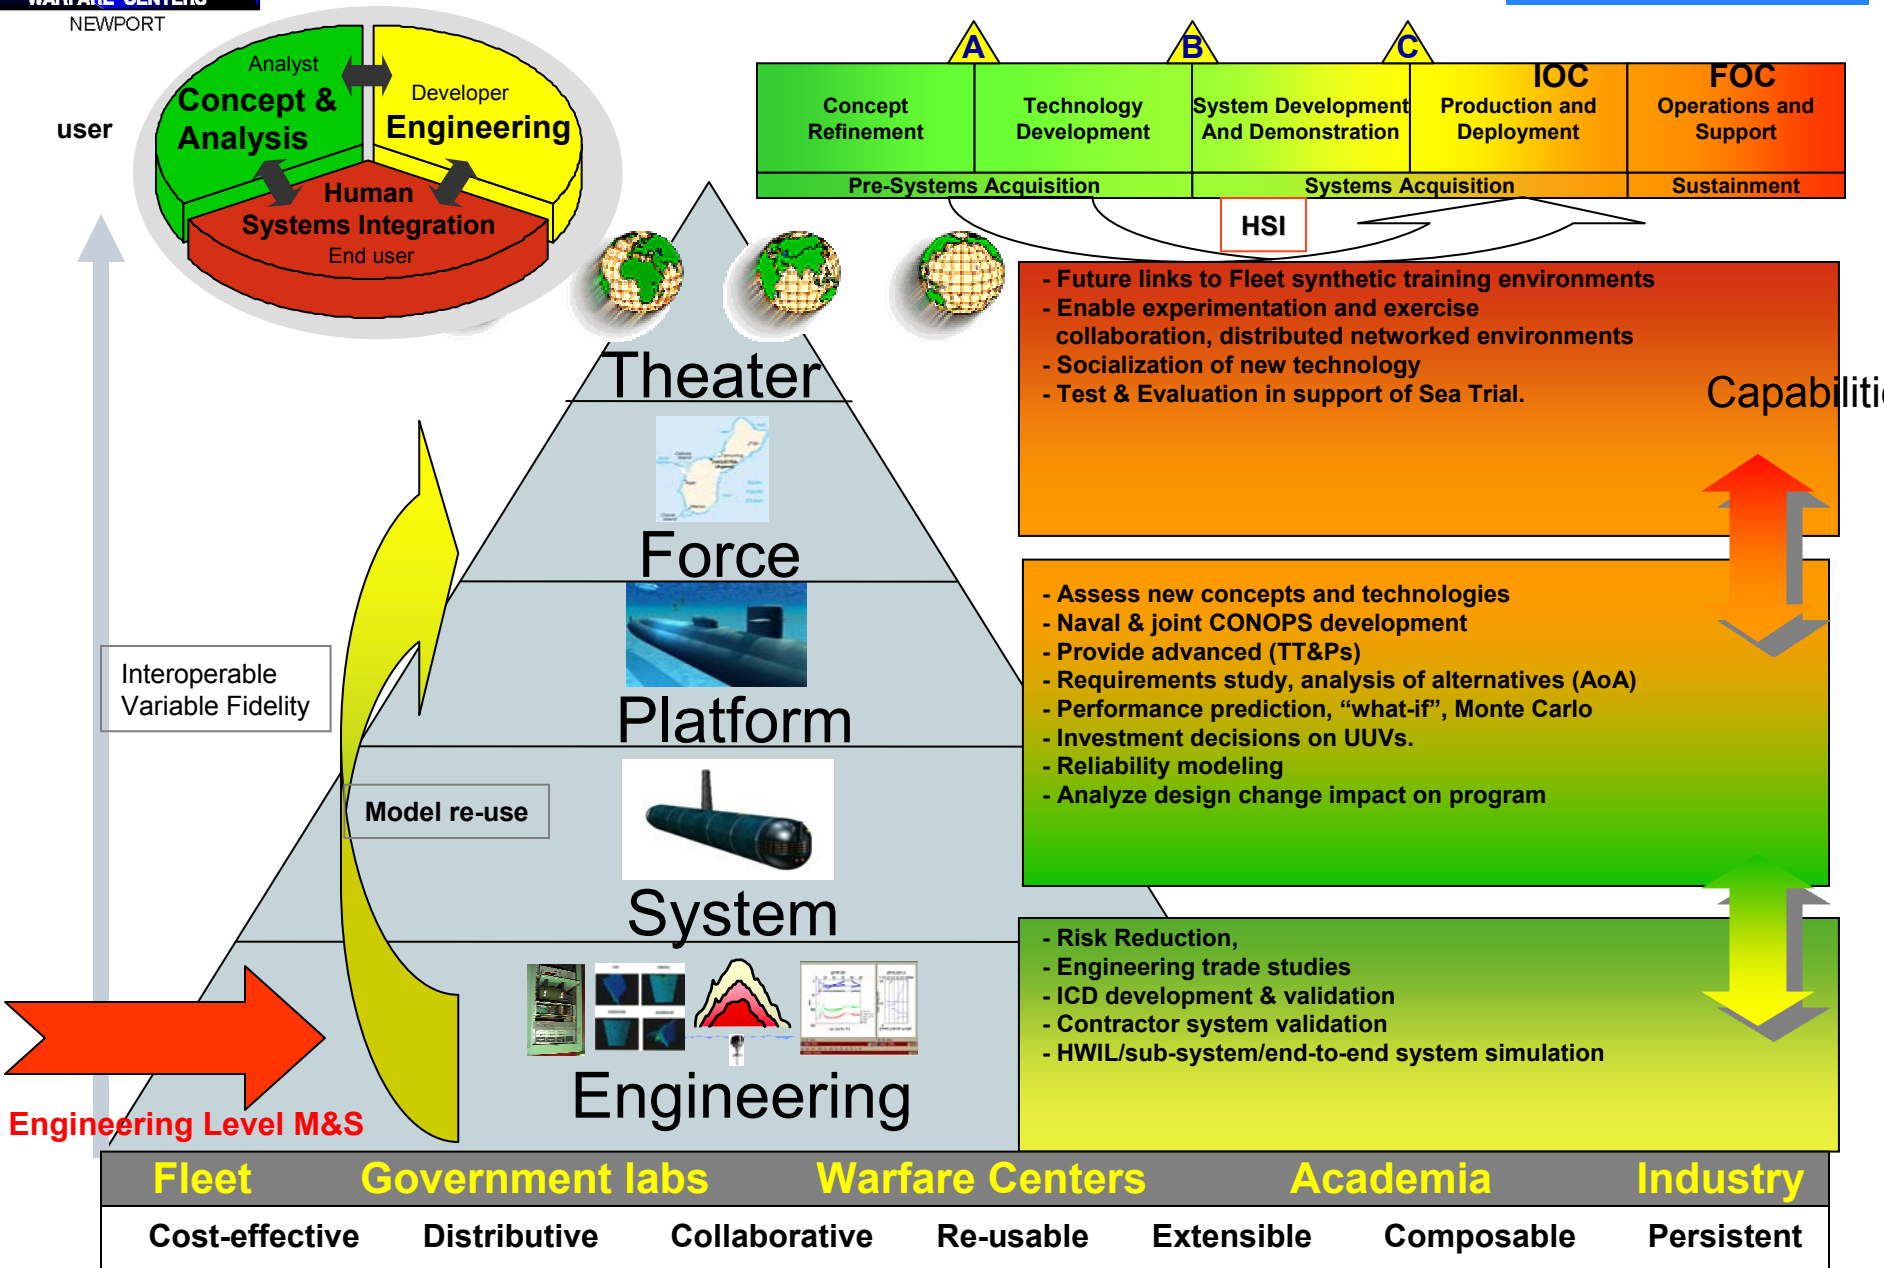 WARFARE CENTERS
NEWPORT
user
Analyst
Concept &
Analysis
Developer
Engineering
Human
Systems Integration
End user
A
B
C
Concept
Refinement
Technology
Development
System Development
And Demonstration
IOC
Production and
Deployment
FOC
Operations and
Support
Pre-Systems Acquisition
Systems Acquisition
Sustainment
HSI
Theater
Force
Platform
System
Engineering
Interoperable
Variable Fidelity
Model re-use
Engineering Level M&S
- Future links to Fleet synthetic training environments
- Enable experimentation and exercise
collaboration, distributed networked environments
- Socialization of new technology
- Test & Evaluation in support of Sea Trial.
Capabilitie
- Assess new concepts and technologies
- Naval & joint CONOPS development
- Provide advanced (TT&Ps)
- Requirements study, analysis of alternatives (AoA)
- Performance prediction, “what-if”, Monte Carlo
- Investment decisions on UUVs.
- Reliability modeling
- Analyze design change impact on program
- Risk Reduction,
- Engineering trade studies
- ICD development & validation
- Contractor system validation
- HWIL/sub-system/end-to-end system simulation
Fleet Government labs Warfare Centers Academia Industry
Cost-effective Distributive Collaborative Re-usable Extensible Composable Persistent